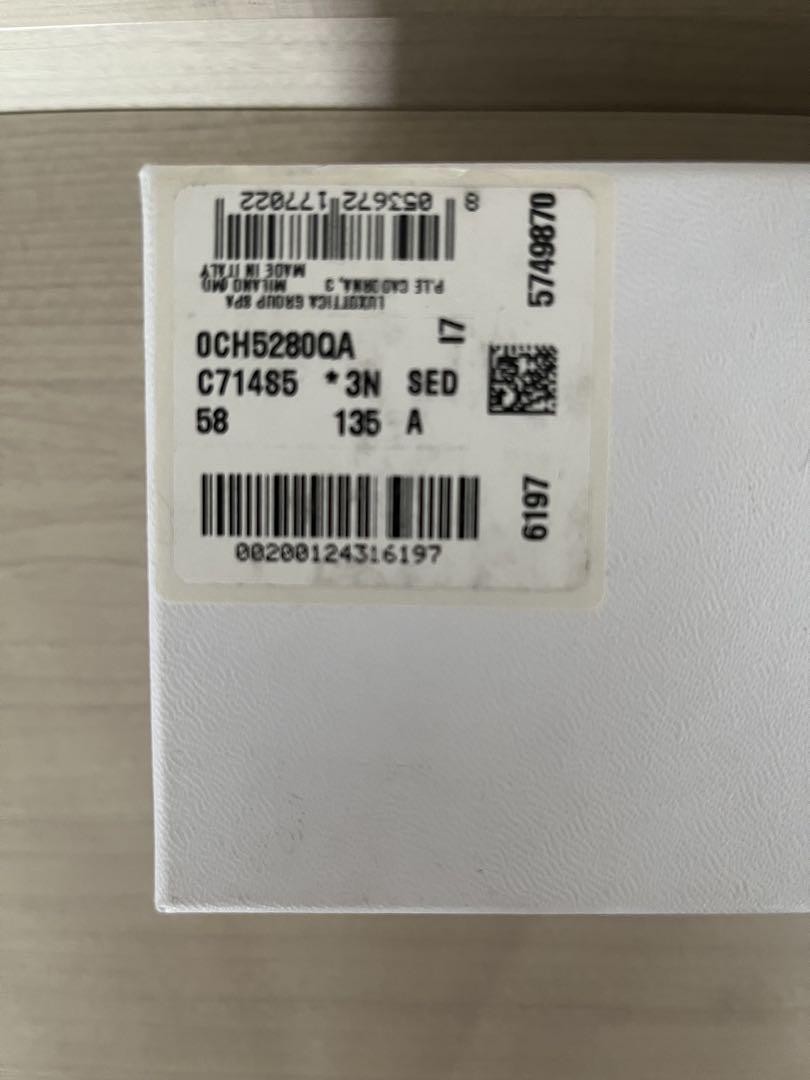 8 053672 177022
LUXOTTICA GROUP SPA
P.LE CADORNA, 3 MILANO (MI)
MADE IN ITALY
0CH5280QA
I7
C714S5 *3N SED
58 135 A
00200124316197
5749870
6197